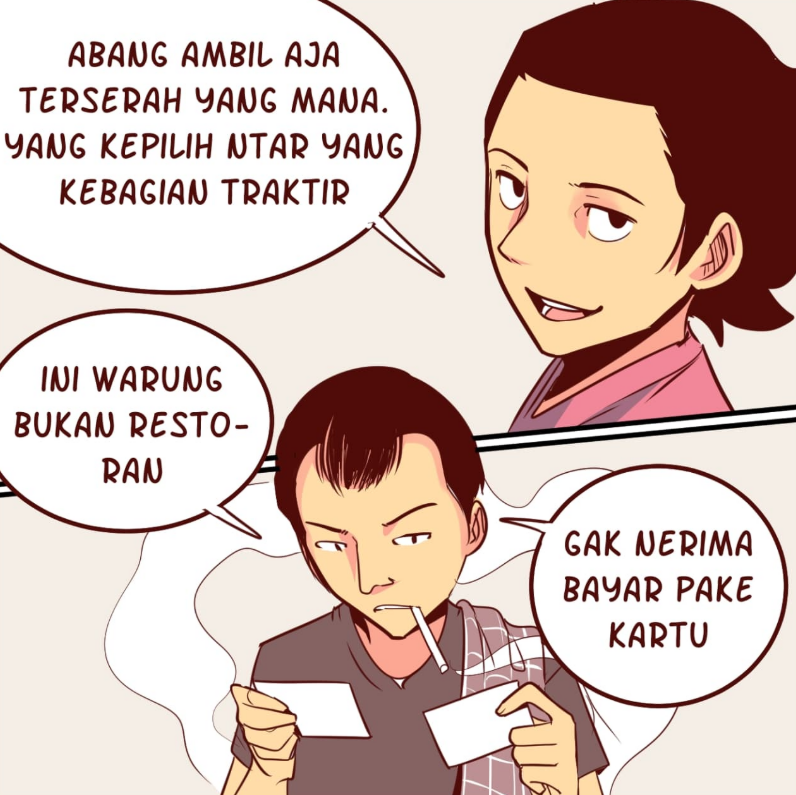 ABANG AMBIL AJA
TERSERAH YANG MANA.
YANG KEPILIH NTAR YANG
KEBAGIAN TRAKTIR
INI WARUNG
BUKAN RESTO-
RAN
GAK NERIMA
BAYAR PAKE
KARTU